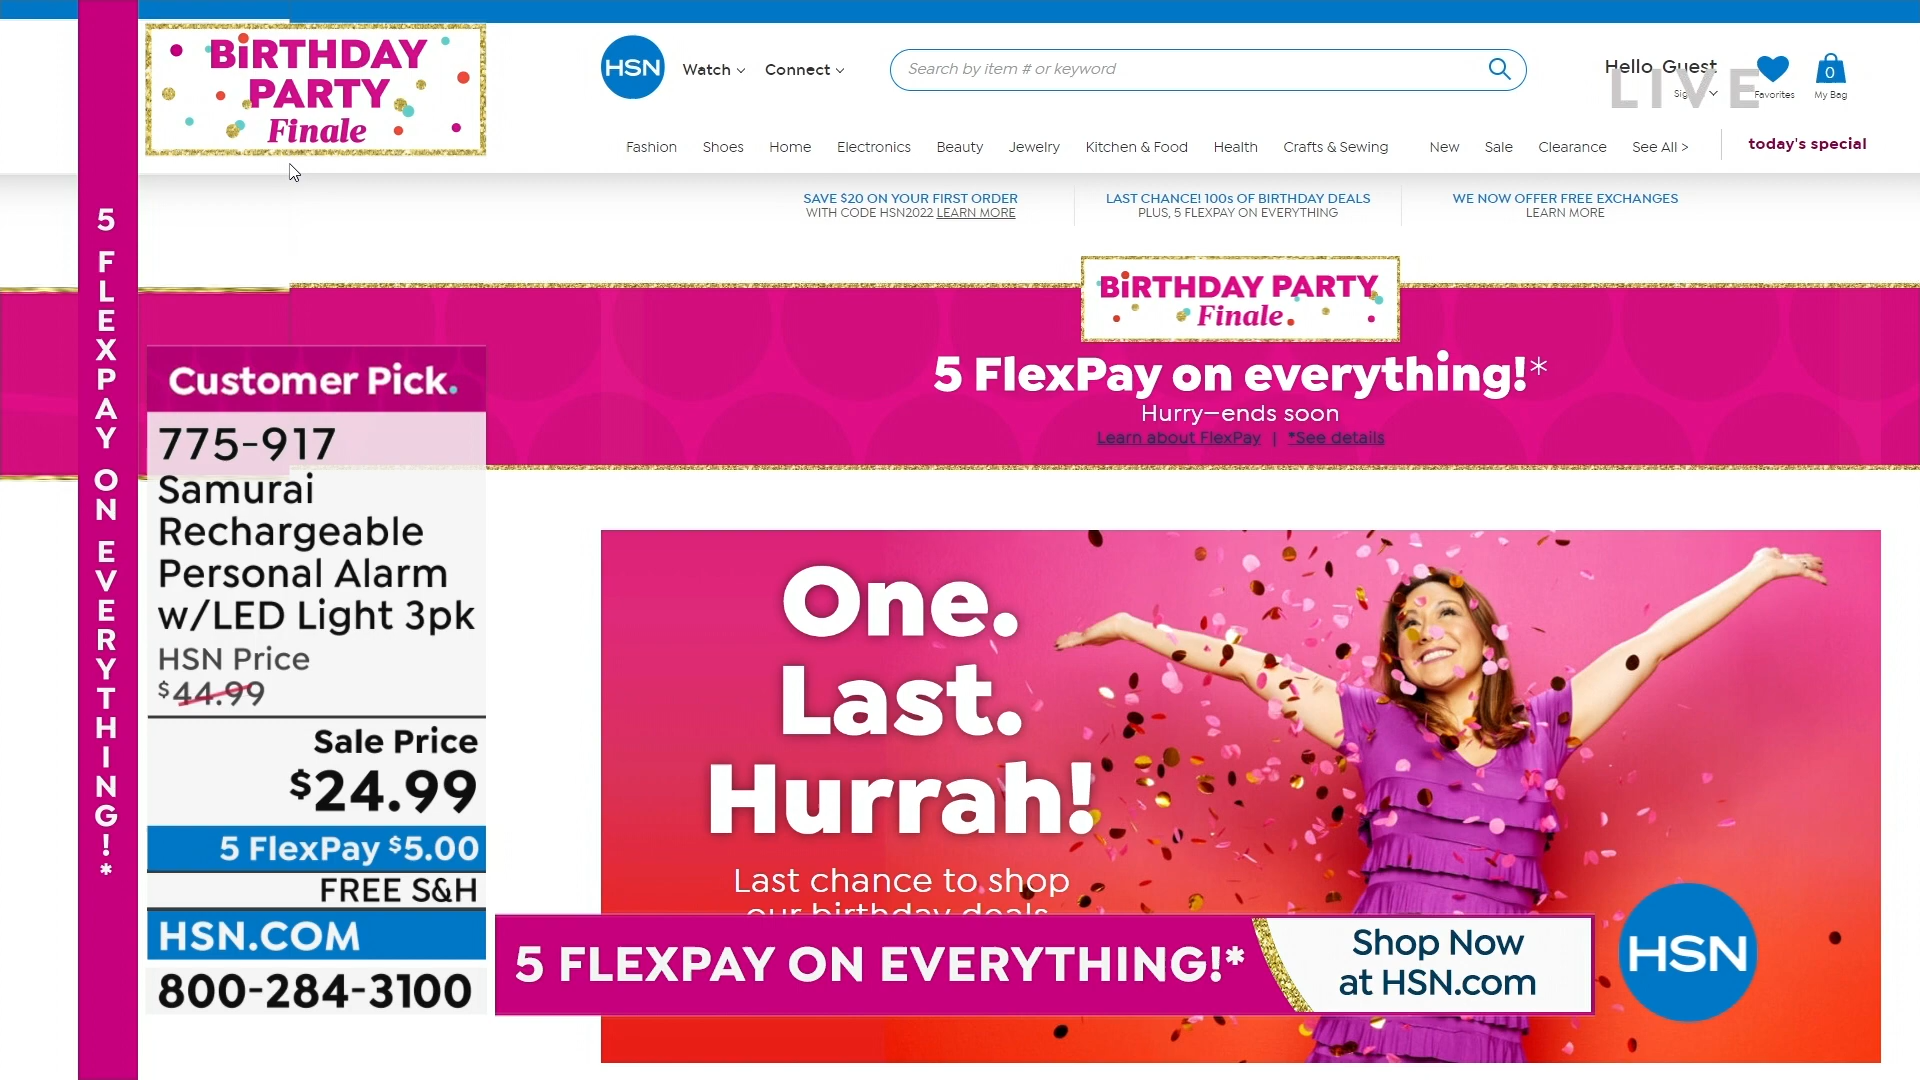 BiRTHDAY
PARTY
Finale
HSN
Watch
Connect
Search by item # or keyword
Hello, Guest
LIVE
Favorites
0
My Bag
Fashion
Shoes
Home
Electronics
Beauty
Jewelry
Kitchen & Food
Health
Crafts & Sewing
New
Sale
Clearance
See All >
today's special
SAVE $20 ON YOUR FIRST ORDER
WITH CODE HSN2022 LEARN MORE
LAST CHANCE! 100s OF BIRTHDAY DEALS
PLUS, 5 FLEXPAY ON EVERYTHING
WE NOW OFFER FREE EXCHANGES
LEARN MORE
5 FLEXPAY ON EVERYTHING!*
BiRTHDAY PARTY
Finale
5 FlexPay on everything!*
Hurry—ends soon
Learn about FlexPay | *See details
Customer Pick.
775-917
Samurai
Rechargeable
Personal Alarm
w/LED Light 3pk
HSN Price
$44.99
Sale Price
$24.99
5 FlexPay $5.00
FREE S&H
HSN.COM
800-284-3100
One.
Last.
Hurrah!
Last chance to shop
our birthday deals
5 FLEXPAY ON EVERYTHING!*
Shop Now
at HSN.com
HSN